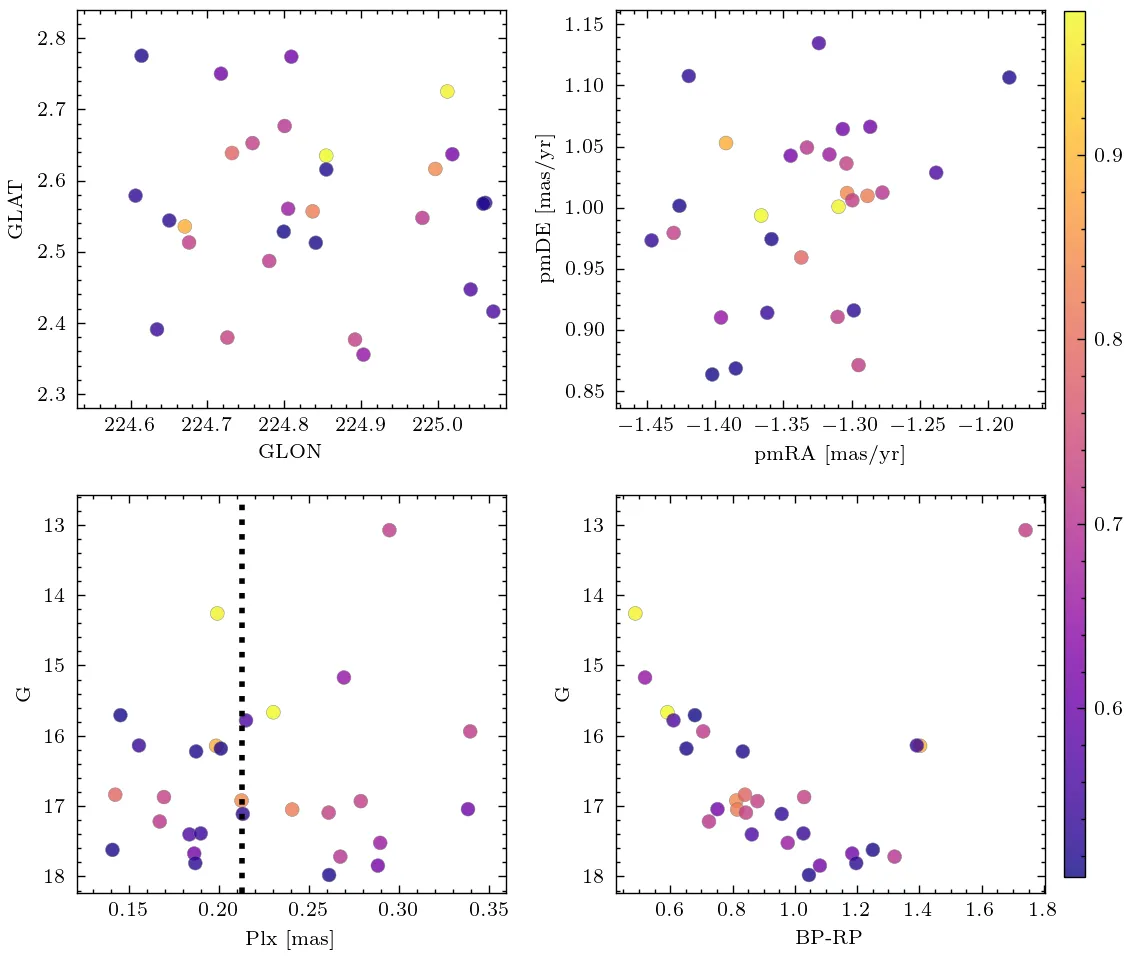 2.8
2.7
2.6
2.5
2.4
2.3
GLAT
224.6 224.7 224.8 224.9 225.0
GLON
1.15
1.10
1.05
1.00
0.95
0.90
0.85
pmDE [mas/yr]
−1.45 −1.40 −1.35 −1.30 −1.25 −1.20
pmRA [mas/yr]
13
14
15
16
17
18
G
0.15 0.20 0.25 0.30 0.35
Plx [mas]
13
14
15
16
17
18
G
0.6 0.8 1.0 1.2 1.4 1.6 1.8
BP-RP
0.9
0.8
0.7
0.6